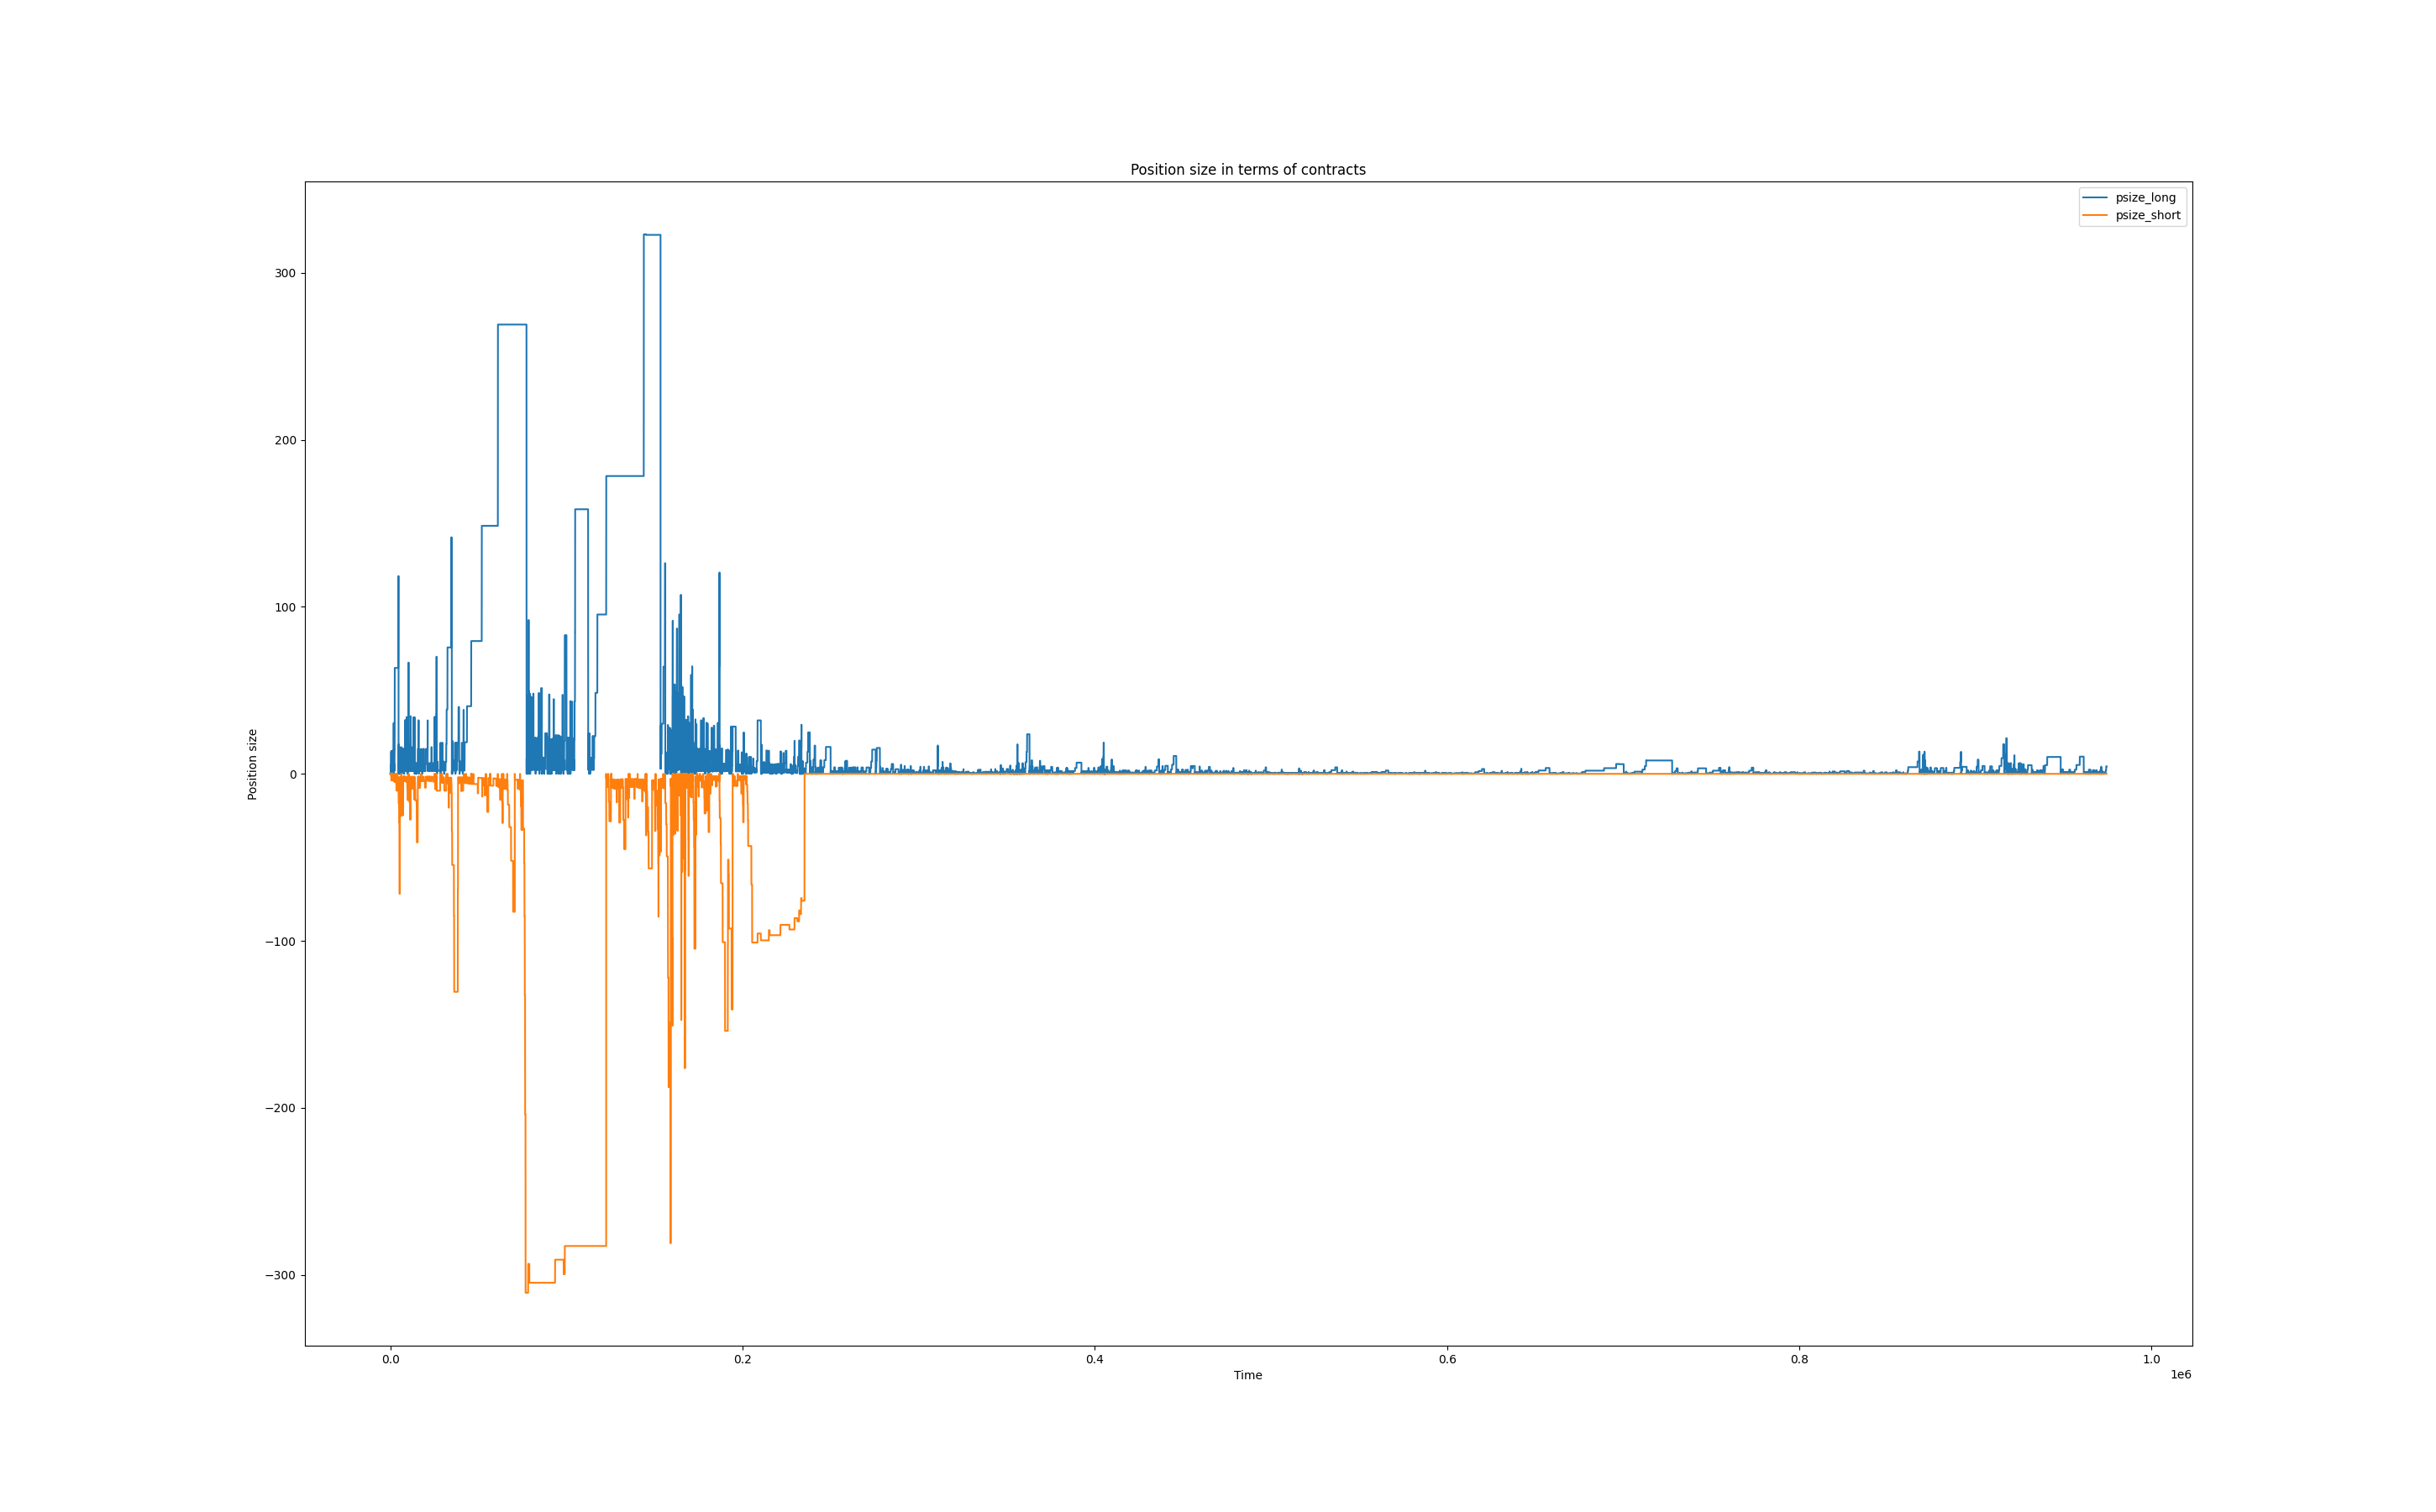 Position size in terms of contracts
psize_long
psize_short
Position size
300
200
100
0
−100
−200
−300
0.0
0.2
0.4
0.6
0.8
1.0
Time
1e6